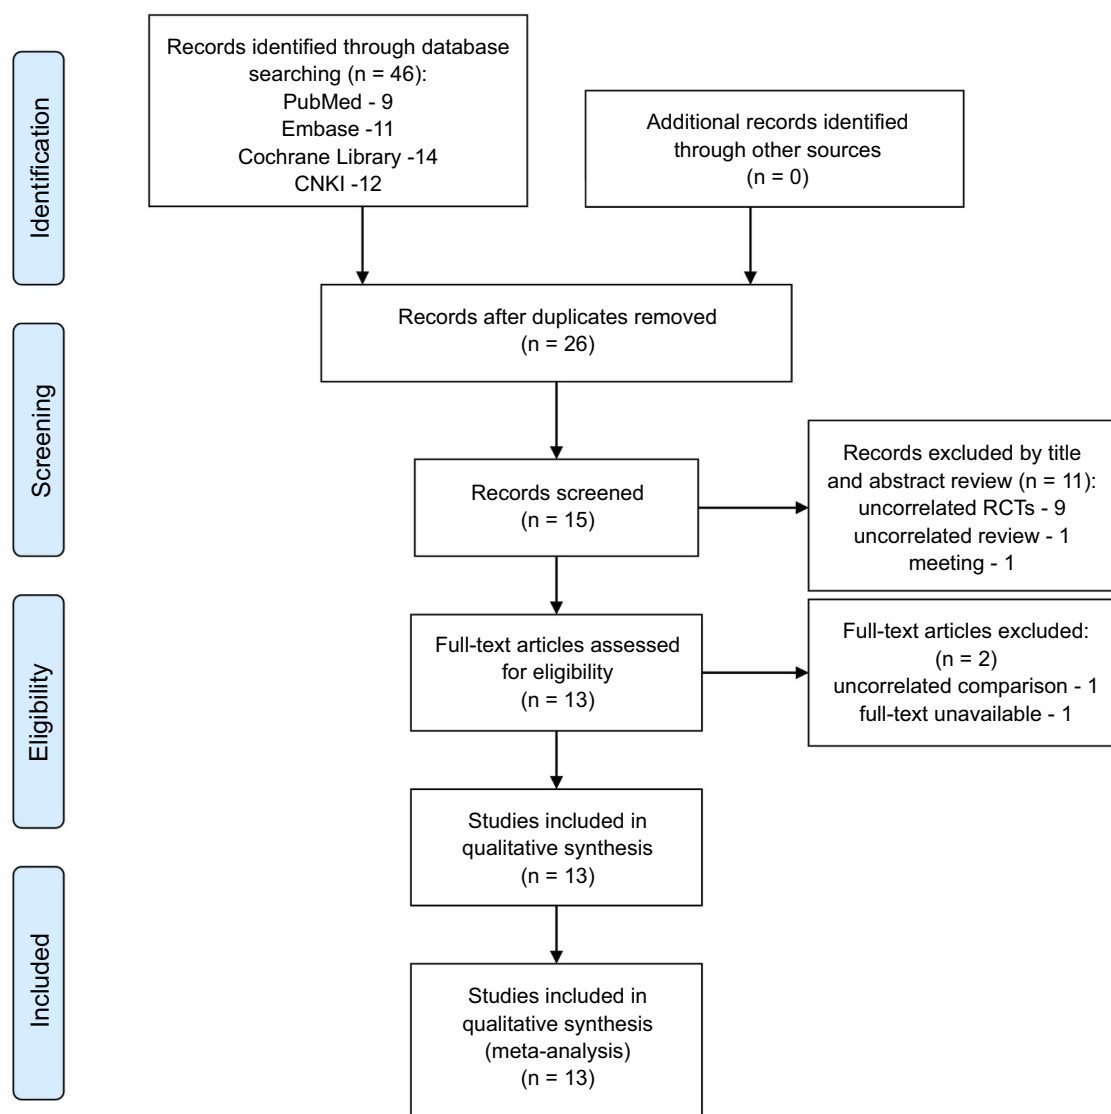 Identification
Records identified through database
searching (n = 46):
PubMed - 9
Embase -11
Cochrane Library -14
CNKI -12
Additional records identified
through other sources
(n = 0)
Records after duplicates removed
(n = 26)
Screening
Records screened
(n = 15)
Records excluded by title
and abstract review (n = 11):
uncorrelated RCTs - 9
uncorrelated review - 1
meeting - 1
Eligibility
Full-text articles assessed
for eligibility
(n = 13)
Full-text articles excluded:
(n = 2)
uncorrelated comparison - 1
full-text unavailable - 1
Studies included in
qualitative synthesis
(n = 13)
Included
Studies included in
qualitative synthesis
(meta-analysis)
(n = 13)